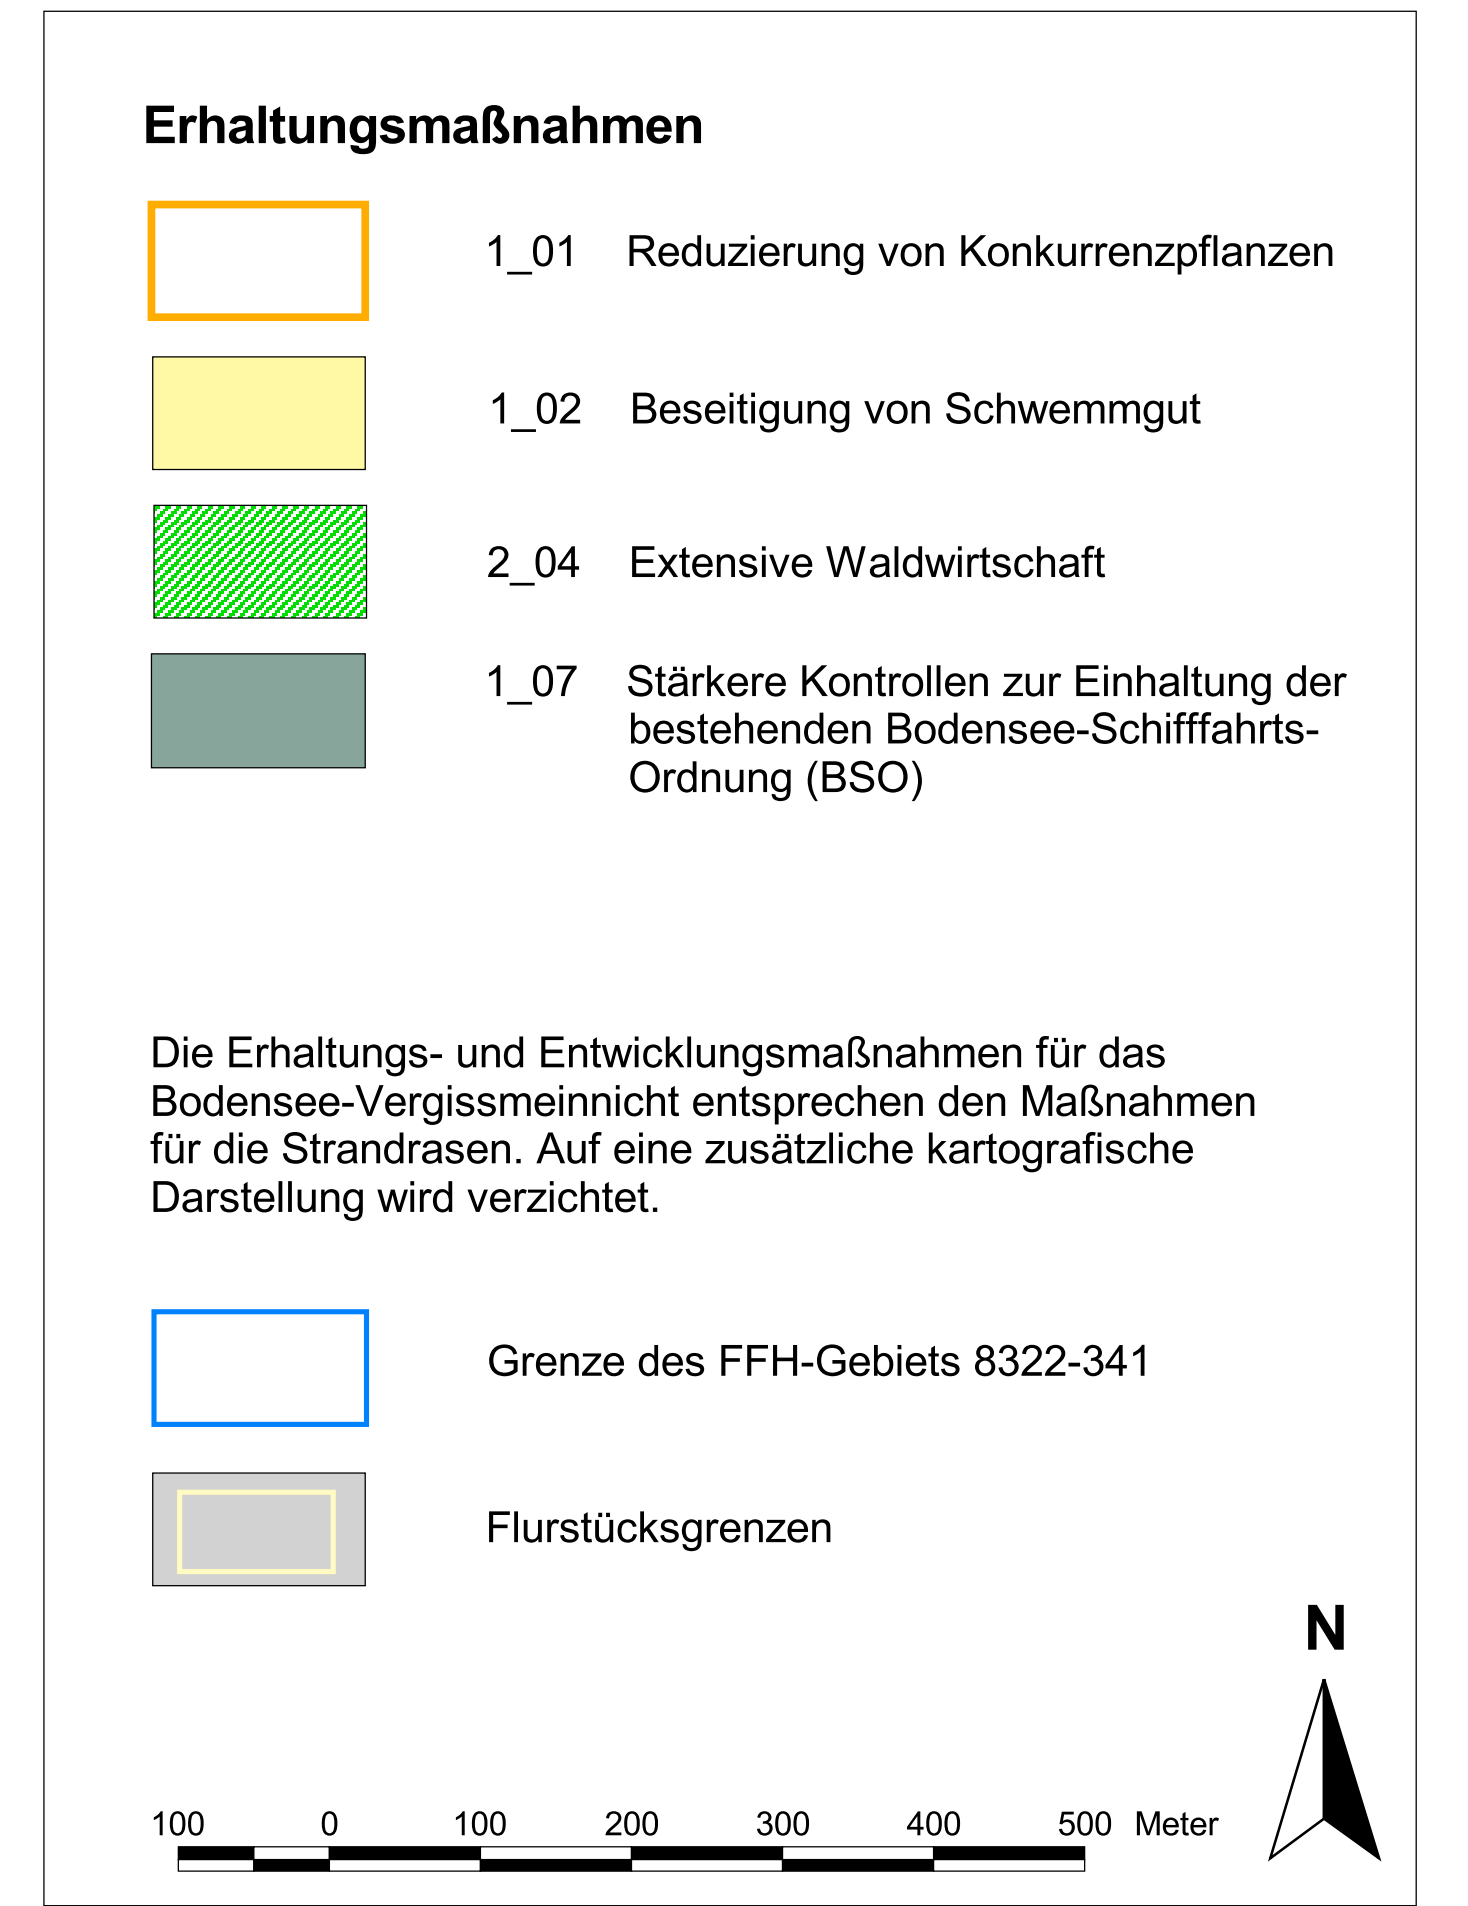 Erhaltungsmaßnahmen
1_01 Reduzierung von Konkurrenzpflanzen
1_02 Beseitigung von Schwemmgut
2_04 Extensive Waldwirtschaft
1_07 Stärkere Kontrollen zur Einhaltung der
bestehenden Bodensee-Schifffahrts-
Ordnung (BSO)
Die Erhaltungs- und Entwicklungsmaßnahmen für das
Bodensee-Vergissmeinnicht entsprechen den Maßnahmen
für die Strandrasen. Auf eine zusätzliche kartografische
Darstellung wird verzichtet.
Grenze des FFH-Gebiets 8322-341
Flurstücksgrenzen
N
100 0 100 200 300 400 500 Meter